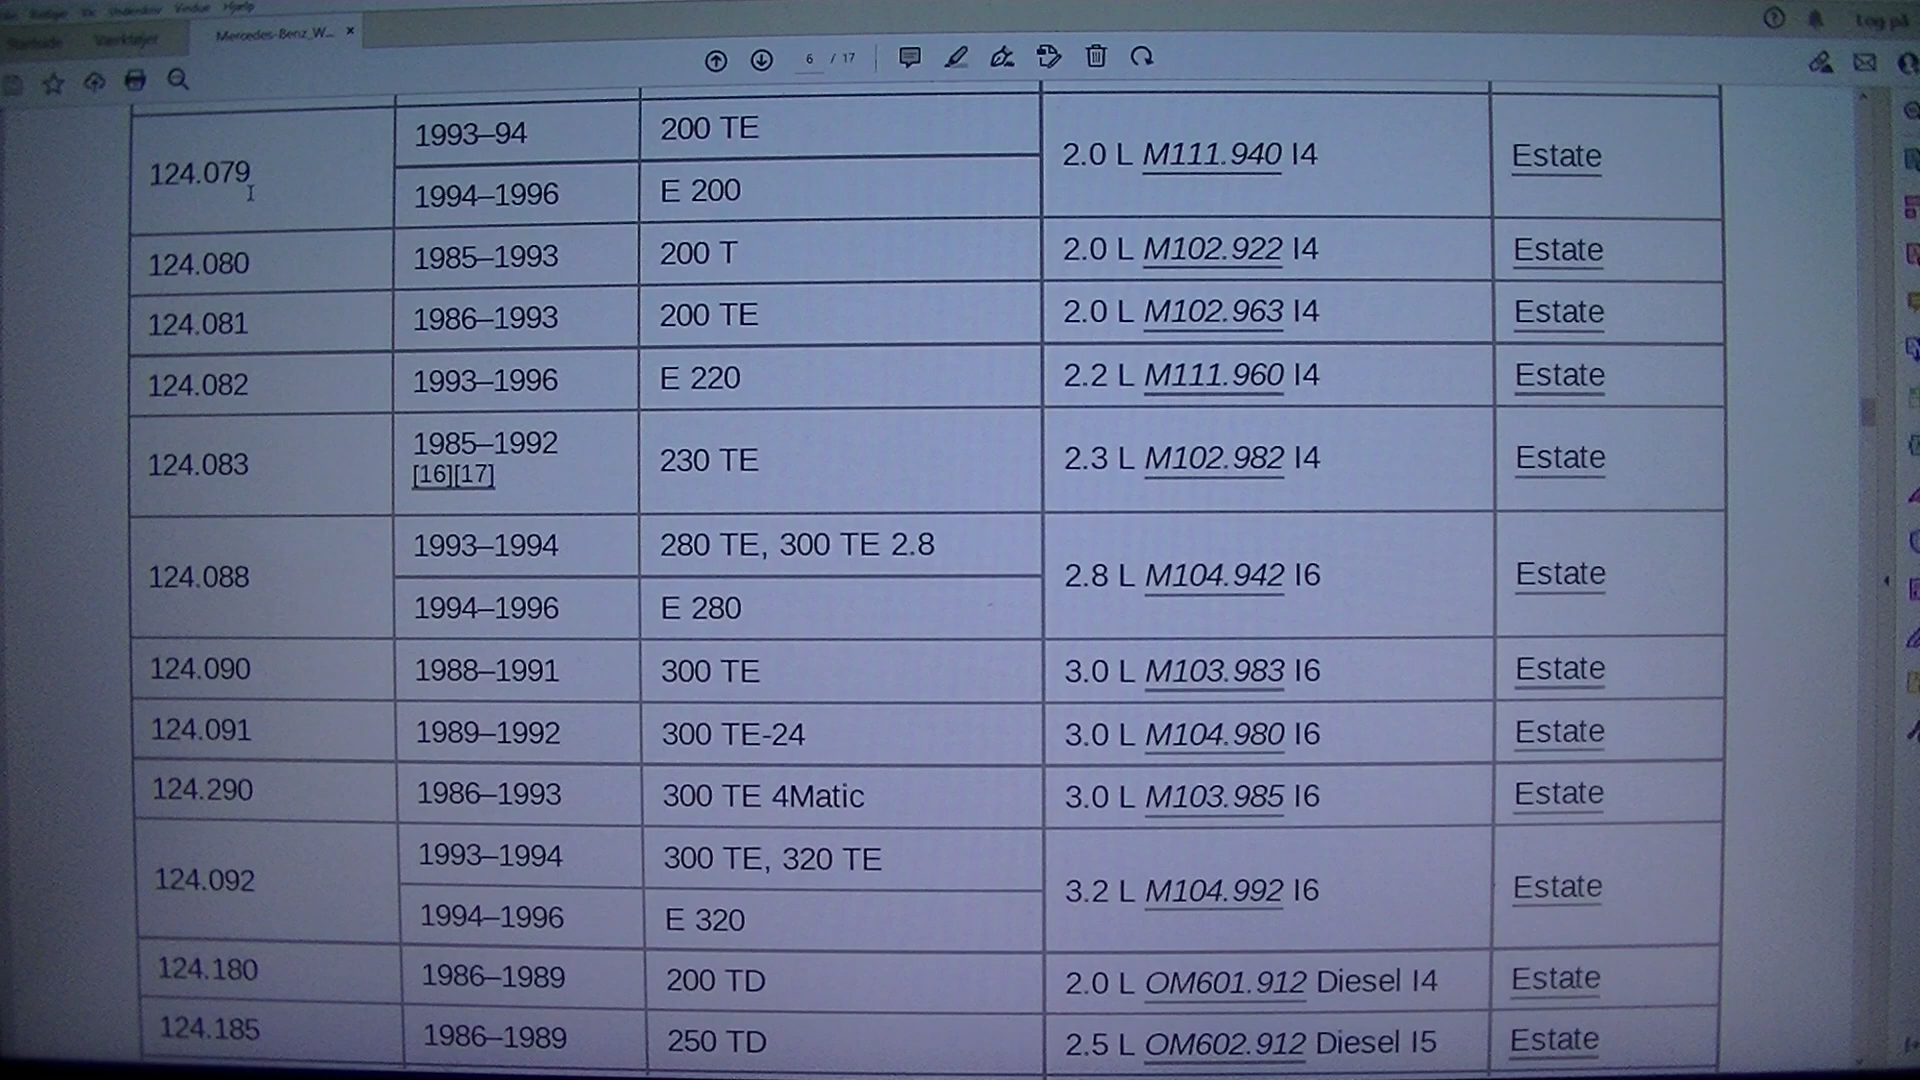 Vindue Hjælp
Log på
Værktøjer
Mercedes-Benz_W... ×
6 / 17
124.079
1993–94
200 TE
2.0 L M111.940 I4
Estate
1994–1996
E 200
124.080
1985–1993
200 T
2.0 L M102.922 I4
Estate
124.081
1986–1993
200 TE
2.0 L M102.963 I4
Estate
124.082
1993–1996
E 220
2.2 L M111.960 I4
Estate
124.083
1985–1992
[16][17]
230 TE
2.3 L M102.982 I4
Estate
124.088
1993–1994
280 TE, 300 TE 2.8
2.8 L M104.942 I6
Estate
1994–1996
E 280
124.090
1988–1991
300 TE
3.0 L M103.983 I6
Estate
124.091
1989–1992
300 TE-24
3.0 L M104.980 I6
Estate
124.290
1986–1993
300 TE 4Matic
3.0 L M103.985 I6
Estate
124.092
1993–1994
300 TE, 320 TE
3.2 L M104.992 I6
Estate
1994–1996
E 320
124.180
1986–1989
200 TD
2.0 L OM601.912 Diesel I4
Estate
124.185
1986–1989
250 TD
2.5 L OM602.912 Diesel I5
Estate